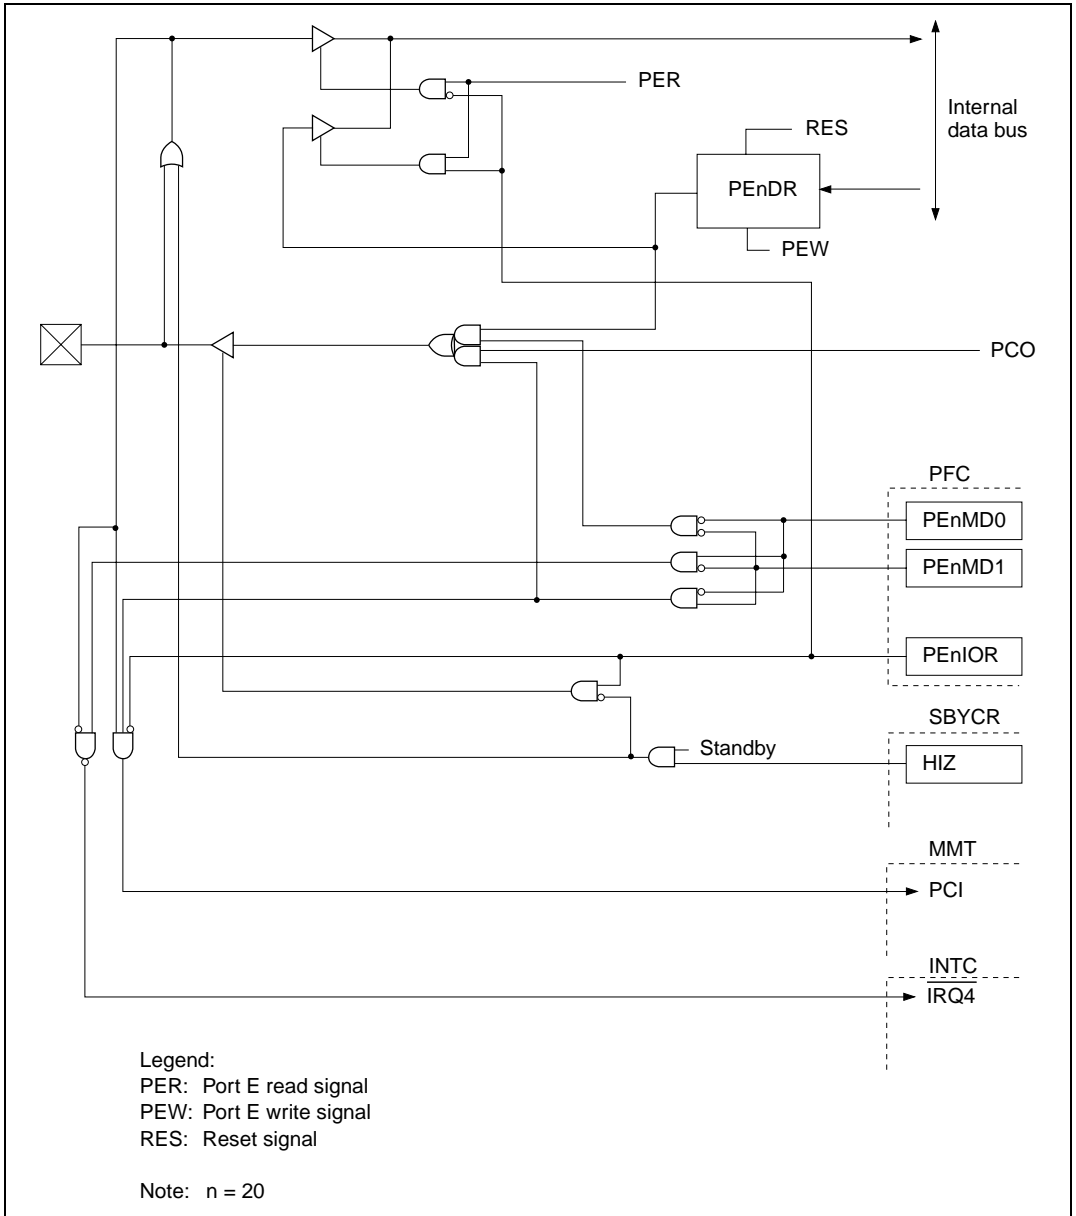 PER
Internal
data bus
RES
PEnDR
PEW
PCO
PFC
PEnMD0
PEnMD1
PEnIOR
SBYCR
Standby
HIZ
MMT
PCI
INTC
IRQ4
Legend:
PER: Port E read signal
PEW: Port E write signal
RES: Reset signal
Note: n = 20